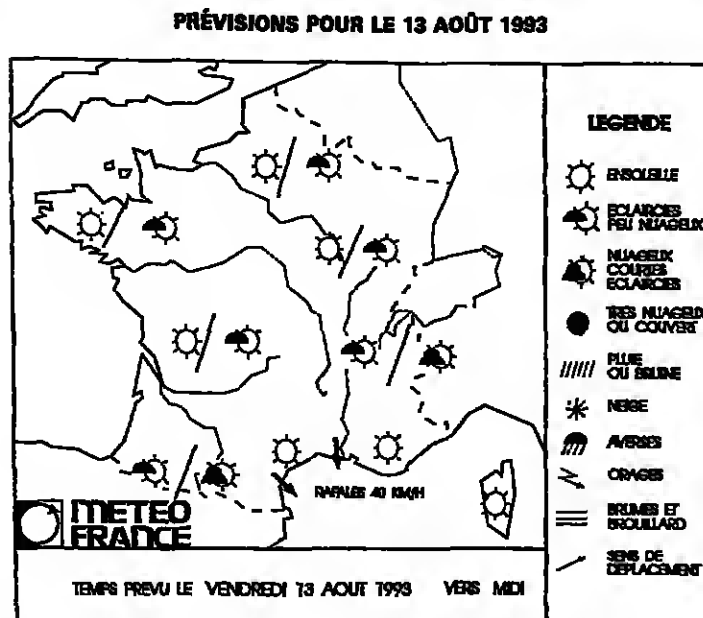 PRÉVISIONS POUR LE 13 AOÛT 1993
LEGENDE
ENSOLEILLE
ECLAIRCIES
PEU NUAGEUX
NUAGEUX
COURTES
ECLAIRCIES
TRES NUAGEUX
OU COUVERT
PLUIE
OU BRUINE
NEIGE
AVERSES
ORAGES
BRUMES ET
BROUILLARD
SENS DE
DEPLACEMENT
RAFALES 40 KM/H
METEO
FRANCE
TEMPS PREVU LE VENDREDI 13 AOUT 1993 VERS MIDI